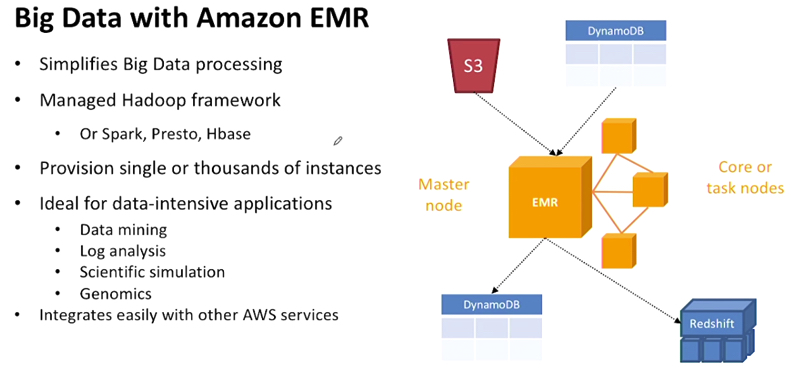 Big Data with Amazon EMR
• Simplifies Big Data processing
• Managed Hadoop framework
• Or Spark, Presto, Hbase
• Provision single or thousands of instances
• Ideal for data-intensive applications
• Data mining
• Log analysis
• Scientific simulation
• Genomics
• Integrates easily with other AWS services
S3
DynamoDB
Master
node
EMR
Core or
task nodes
DynamoDB
Redshift